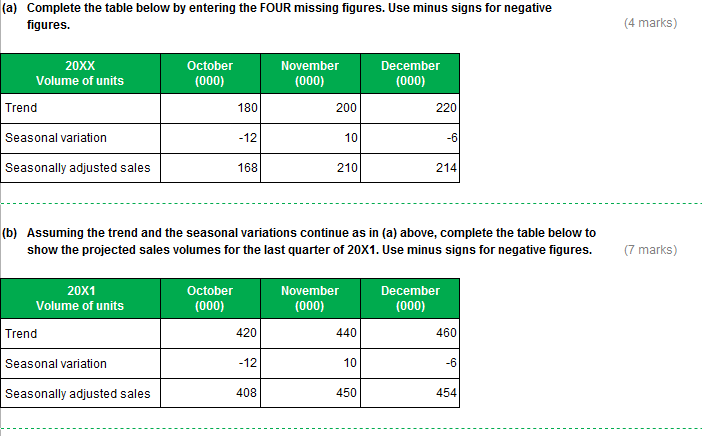 (a) Complete the table below by entering the FOUR missing figures. Use minus signs for negative
figures.
(4 marks)
20XX
Volume of units
October
(000)
November
(000)
December
(000)
Trend 180 200 220
Seasonal variation -12 10 -6
Seasonally adjusted sales 168 210 214
(b) Assuming the trend and the seasonal variations continue as in (a) above, complete the table below to
show the projected sales volumes for the last quarter of 20X1. Use minus signs for negative figures.
(7 marks)
20X1
Volume of units
October
(000)
November
(000)
December
(000)
Trend 420 440 460
Seasonal variation -12 10 -6
Seasonally adjusted sales 408 450 454